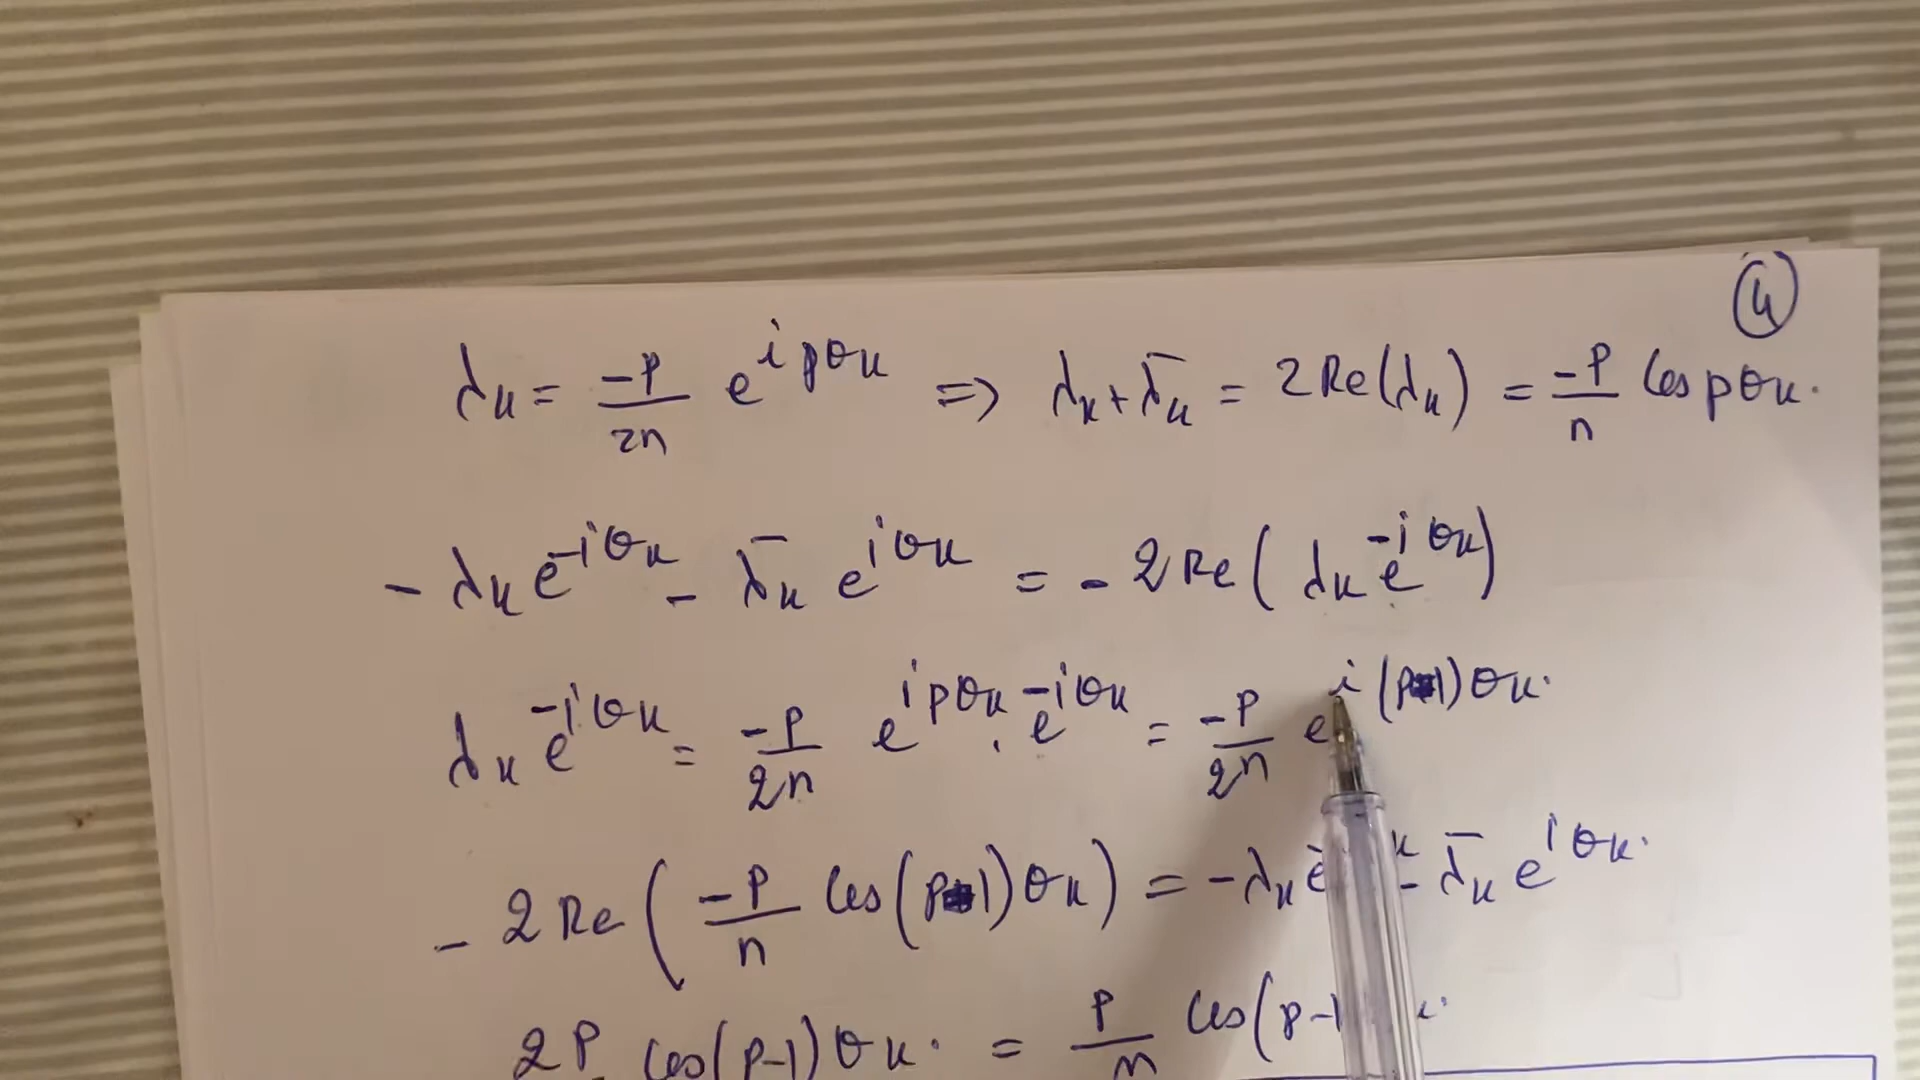 ④
λₖ = -p/2n e^{ipθₖ} ⇒ λₖ + λ̄ₖ = 2Re(λₖ) = -p/n Cos pθₖ.
- λₖ e^{-iθₖ} - λ̄ₖ e^{iθₖ} = - 2Re(λₖ e^{-iθₖ})
λₖ e^{-iθₖ} = -p/2n e^{ipθₖ} . e^{-iθₖ} = -p/2n e^{i(p-1)θₖ}.
- 2Re(-p/n Cos(p-1)θₖ) = -λₖ e - λ̄ₖ e^{iθₖ}.
2p Cos(p-1)θₖ. = p/n Cos(p-1